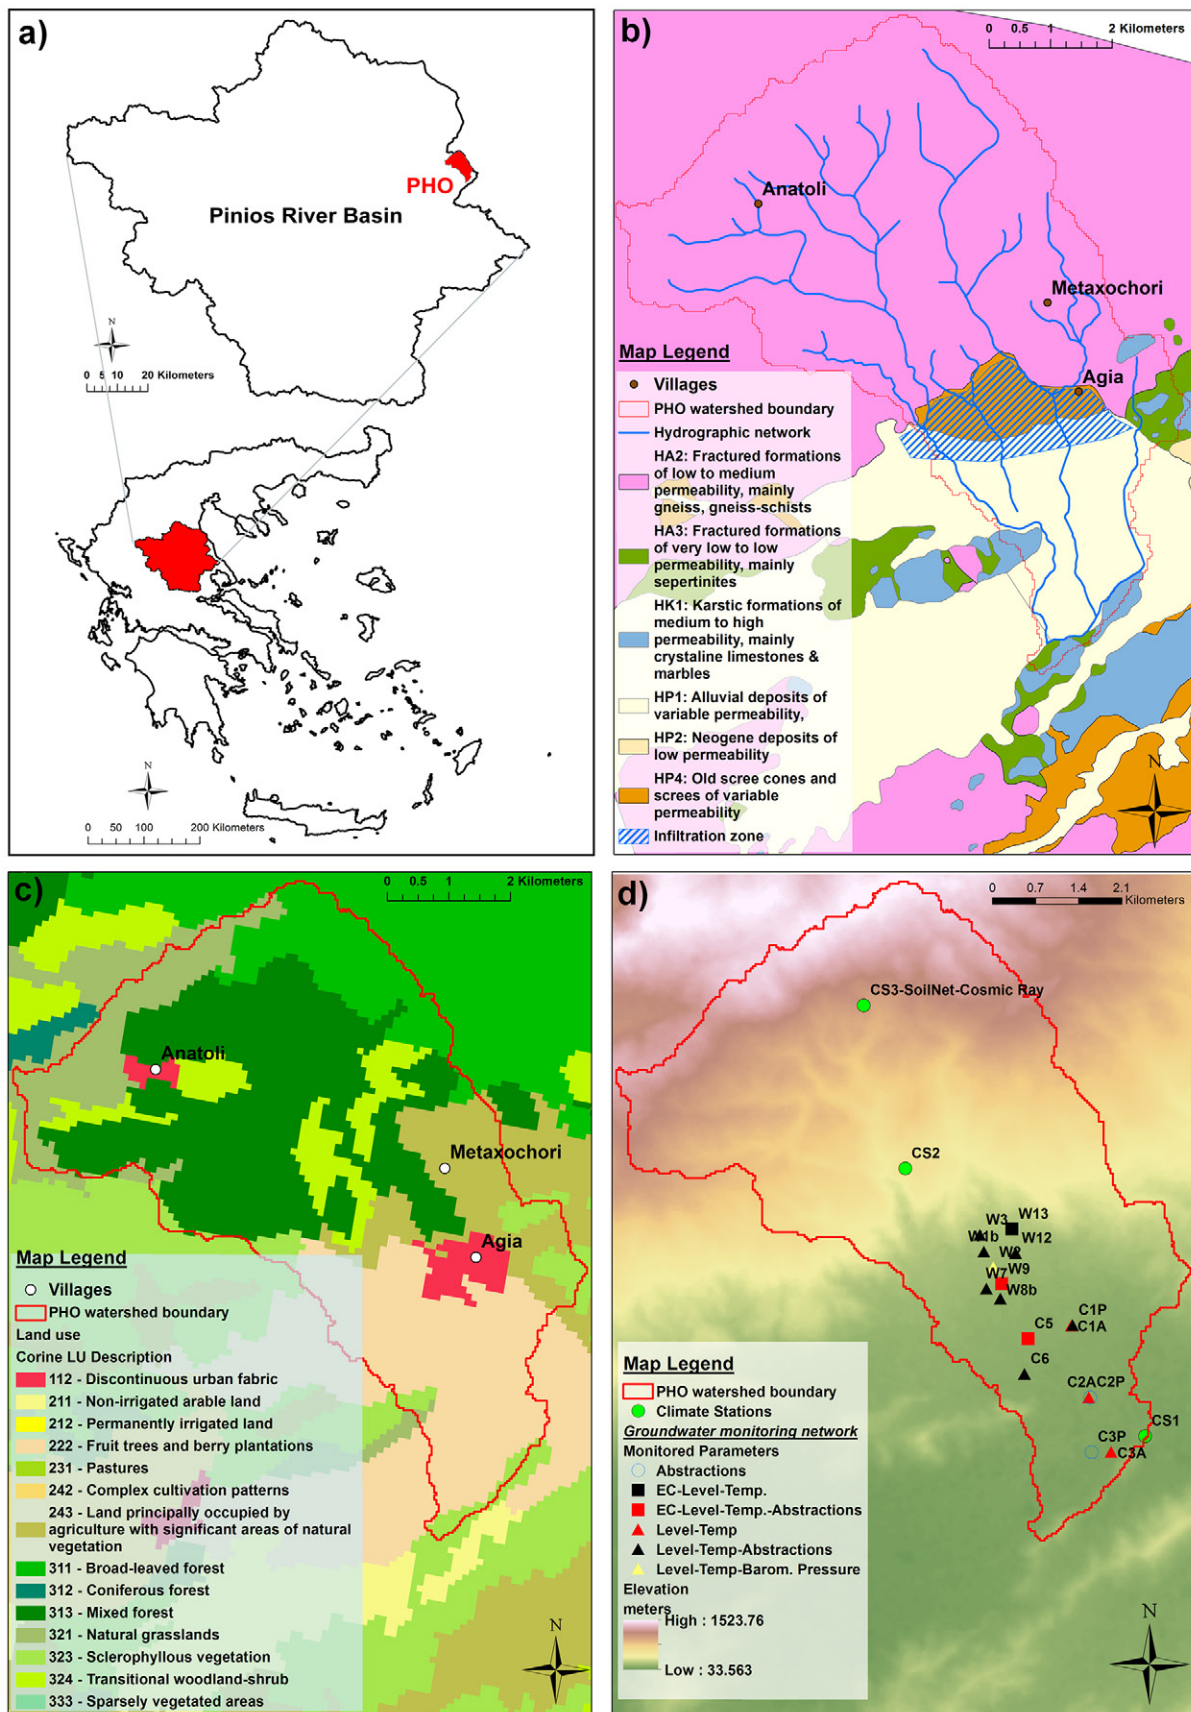 a)
PHO
Pinios River Basin
N
0 5 10 20 Kilometers
N
0 50 100 200 Kilometers
b)
0 0.5 1 2 Kilometers
Anatoli
Metaxochori
Agia
Map Legend
Villages
PHO watershed boundary
Hydrographic network
HA2: Fractured formations
of low to medium
permeability, mainly
gneiss, gneiss-schists
HA3: Fractured formations
of very low to low
permeability, mainly
sepertinites
HK1: Karstic formations of
medium to high
permeability, mainly
crystaline limestones &
marbles
HP1: Alluvial deposits of
variable permeability,
HP2: Neogene deposits of
low permeability
HP4: Old scree cones and
screes of variable
permeability
Infiltration zone
N
c)
0 0.5 1 2 Kilometers
Anatoli
Metaxochori
Agia
Map Legend
Villages
PHO watershed boundary
Land use
Corine LU Description
112 - Discontinuous urban fabric
211 - Non-irrigated arable land
212 - Permanently irrigated land
222 - Fruit trees and berry plantations
231 - Pastures
242 - Complex cultivation patterns
243 - Land principally occupied by
agriculture with significant areas of natural
vegetation
311 - Broad-leaved forest
312 - Coniferous forest
313 - Mixed forest
321 - Natural grasslands
323 - Sclerophyllous vegetation
324 - Transitional woodland-shrub
333 - Sparsely vegetated areas
N
d)
0 0.7 1.4 2.1
Kilometers
CS3-SoilNet-Cosmic Ray
CS2
W3 W13
W1b W12
W2
W9
W7
W8b
C1P
C5 C1A
C6
C2AC2P
CS1
C3P
C3A
Map Legend
PHO watershed boundary
Climate Stations
Groundwater monitoring network
Monitored Parameters
Abstractions
EC-Level-Temp.
EC-Level-Temp.-Abstractions
Level-Temp
Level-Temp-Abstractions
Level-Temp-Barom. Pressure
Elevation
meters
High : 1523.76
Low : 33.563
N